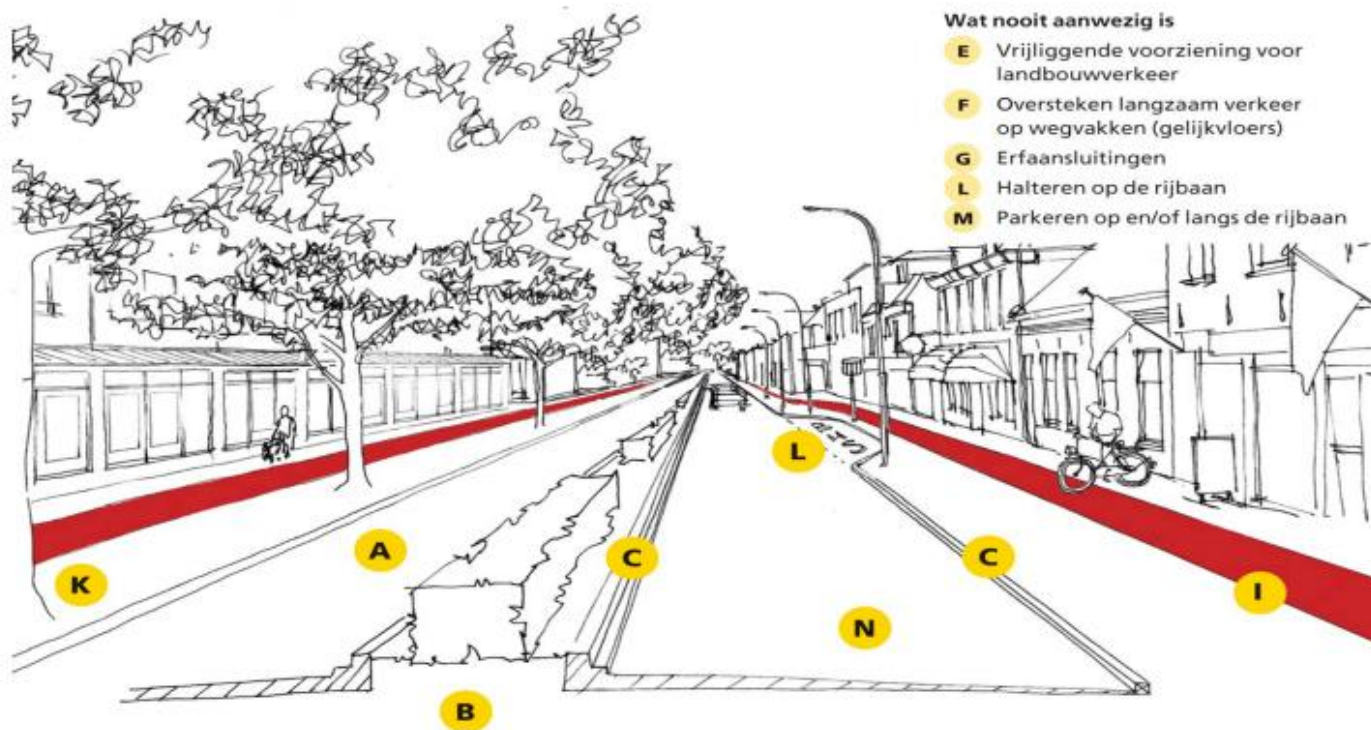 Wat nooit aanwezig is
E Vrijliggende voorziening voor
landbouwverkeer
F Oversteken langzaam verkeer
op wegvakken (gelijkvloers)
G Erfaansluitingen
L Halteren op de rijbaan
M Parkeren op en/of langs de rijbaan
L
A
C
C
K
I
N
B